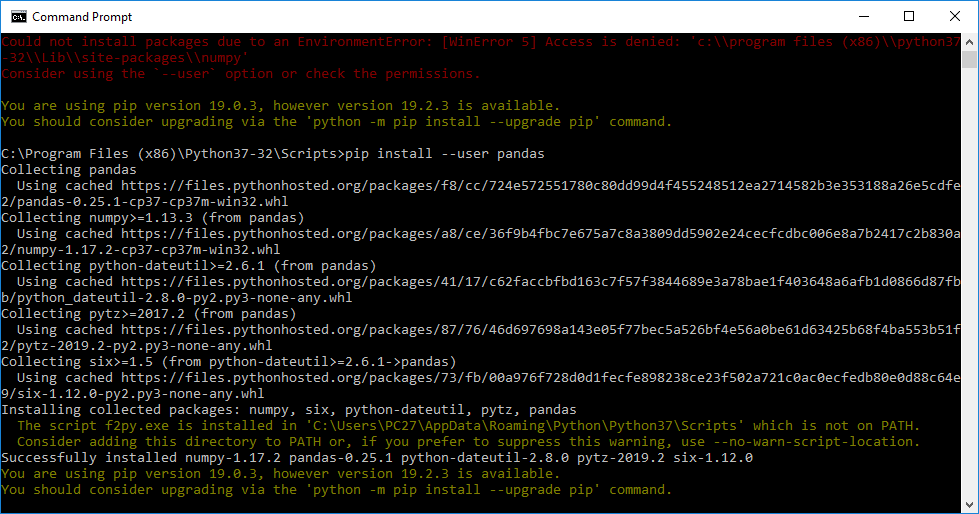 Command Prompt
Could not install packages due to an EnvironmentError: [WinError 5] Access is denied: 'c:\\program files (x86)\\python37
-32\\Lib\\site-packages\\numpy'
Consider using the `--user` option or check the permissions.
You are using pip version 19.0.3, however version 19.2.3 is available.
You should consider upgrading via the 'python -m pip install --upgrade pip' command.
C:\Program Files (x86)\Python37-32\Scripts>pip install --user pandas
Collecting pandas
Using cached https://files.pythonhosted.org/packages/f8/cc/724e572551780c80dd99d4f455248512ea2714582b3e353188a26e5cdfe
2/pandas-0.25.1-cp37-cp37m-win32.whl
Collecting numpy>=1.13.3 (from pandas)
Using cached https://files.pythonhosted.org/packages/a8/ce/36f9b4fbc7e675a7c8a3809dd5902e24cecfcdbc006e8a7b2417c2b830a
2/numpy-1.17.2-cp37-cp37m-win32.whl
Collecting python-dateutil>=2.6.1 (from pandas)
Using cached https://files.pythonhosted.org/packages/41/17/c62faccbfbd163c7f57f3844689e3a78bae1f403648a6afb1d0866d87fb
b/python_dateutil-2.8.0-py2.py3-none-any.whl
Collecting pytz>=2017.2 (from pandas)
Using cached https://files.pythonhosted.org/packages/87/76/46d697698a143e05f77bec5a526bf4e56a0be61d63425b68f4ba553b51f
2/pytz-2019.2-py2.py3-none-any.whl
Collecting six>=1.5 (from python-dateutil>=2.6.1->pandas)
Using cached https://files.pythonhosted.org/packages/73/fb/00a976f728d0d1fecfe898238ce23f502a721c0ac0ecfedb80e0d88c64e
9/six-1.12.0-py2.py3-none-any.whl
Installing collected packages: numpy, six, python-dateutil, pytz, pandas
The script f2py.exe is installed in 'C:\Users\PC27\AppData\Roaming\Python\Python37\Scripts' which is not on PATH.
Consider adding this directory to PATH or, if you prefer to suppress this warning, use --no-warn-script-location.
Successfully installed numpy-1.17.2 pandas-0.25.1 python-dateutil-2.8.0 pytz-2019.2 six-1.12.0
You are using pip version 19.0.3, however version 19.2.3 is available.
You should consider upgrading via the 'python -m pip install --upgrade pip' command.